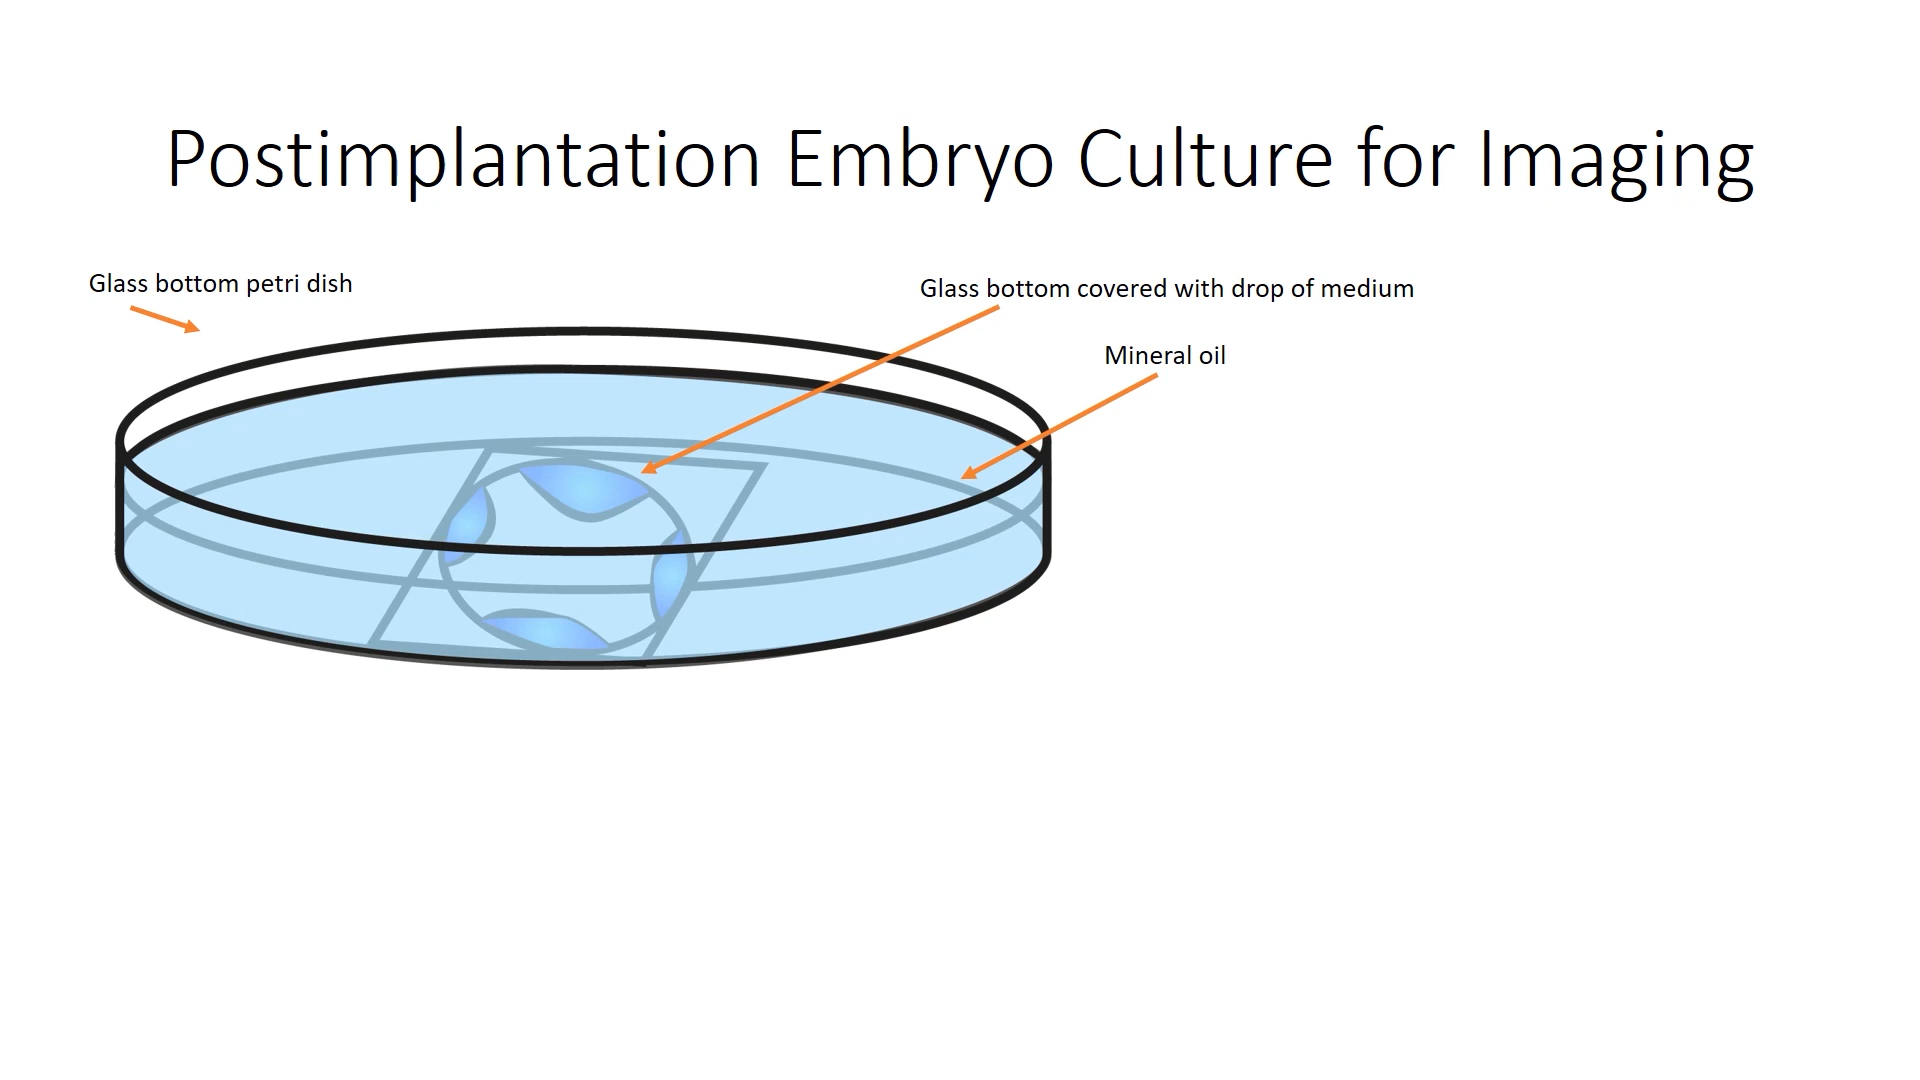 Postimplantation Embryo Culture for Imaging
Glass bottom petri dish
Glass bottom covered with drop of medium
Mineral oil